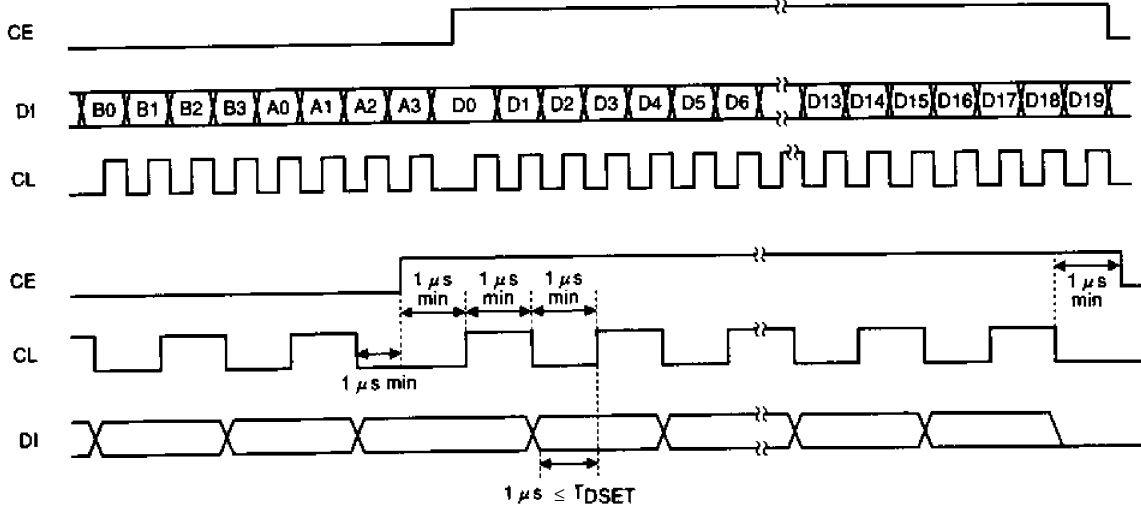 CE
DI B0 B1 B2 B3 A0 A1 A2 A3 D0 D1 D2 D3 D4 D5 D6 D13 D14 D15 D16 D17 D18 D19
CL
CE
1 μs min
1 μs min
1 μs min
1 μs min
CL
1 μs min
DI
1 μs ≤ TDSET